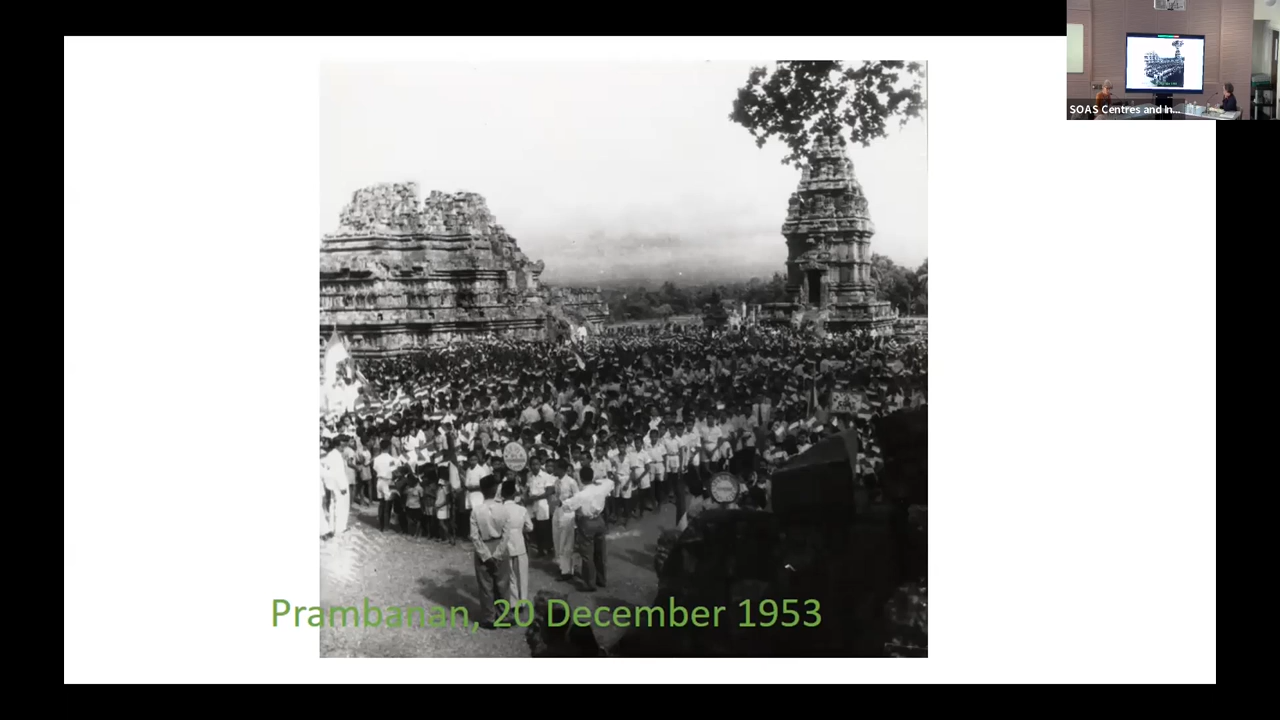 SOAS Centres and In...
Prambanan, 20 December 1953